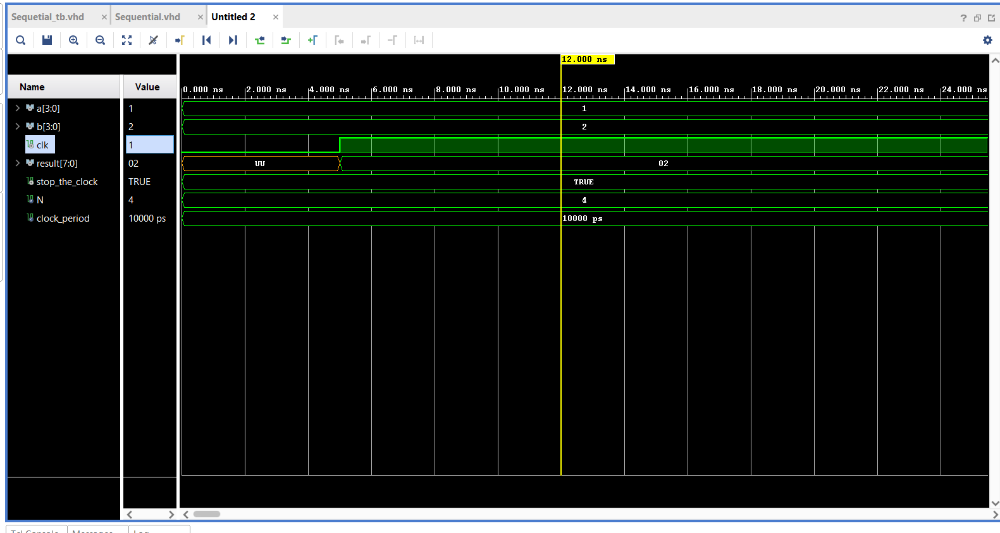 Sequetial_tb.vhd × Sequential.vhd × Untitled 2 ×
?
12.000 ns
Name Value
0.000 ns 2.000 ns 4.000 ns 6.000 ns 8.000 ns 10.000 ns 12.000 ns 14.000 ns 16.000 ns 18.000 ns 20.000 ns 22.000 ns 24.000 ns
a[3:0] 1 1
b[3:0] 2 2
clk 1
result[7:0] 02 UU 02
stop_the_clock TRUE TRUE
N 4 4
clock_period 10000 ps 10000 ps
Tcl Console Messages Log